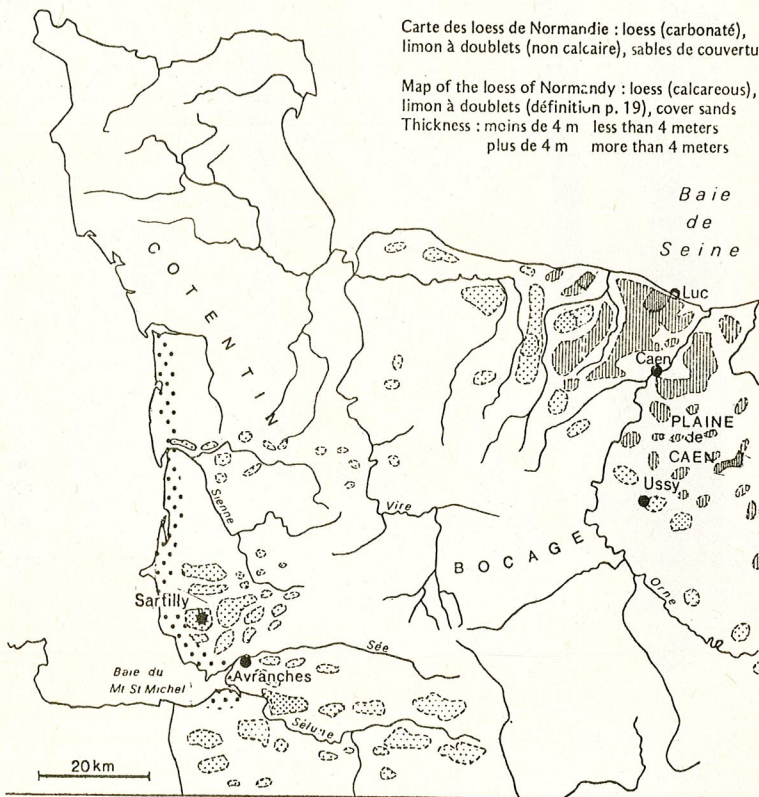 Carte des loess de Normandie : loess (carbonaté),
limon à doublets (non calcaire), sables de couvertu
Map of the loess of Normandy : loess (calcareous),
limon à doublets (définition p. 19), cover sands
Thickness : moins de 4 m less than 4 meters
plus de 4 m more than 4 meters
Baie
de
Seine
COTENTIN
Luc
Caen
PLAINE
de
CAEN
Ussy
Sienne
Vire
BOCAGE
Orne
Sartilly
Sée
Baie du
Mt St Michel
Avranches
Sélune
20 km